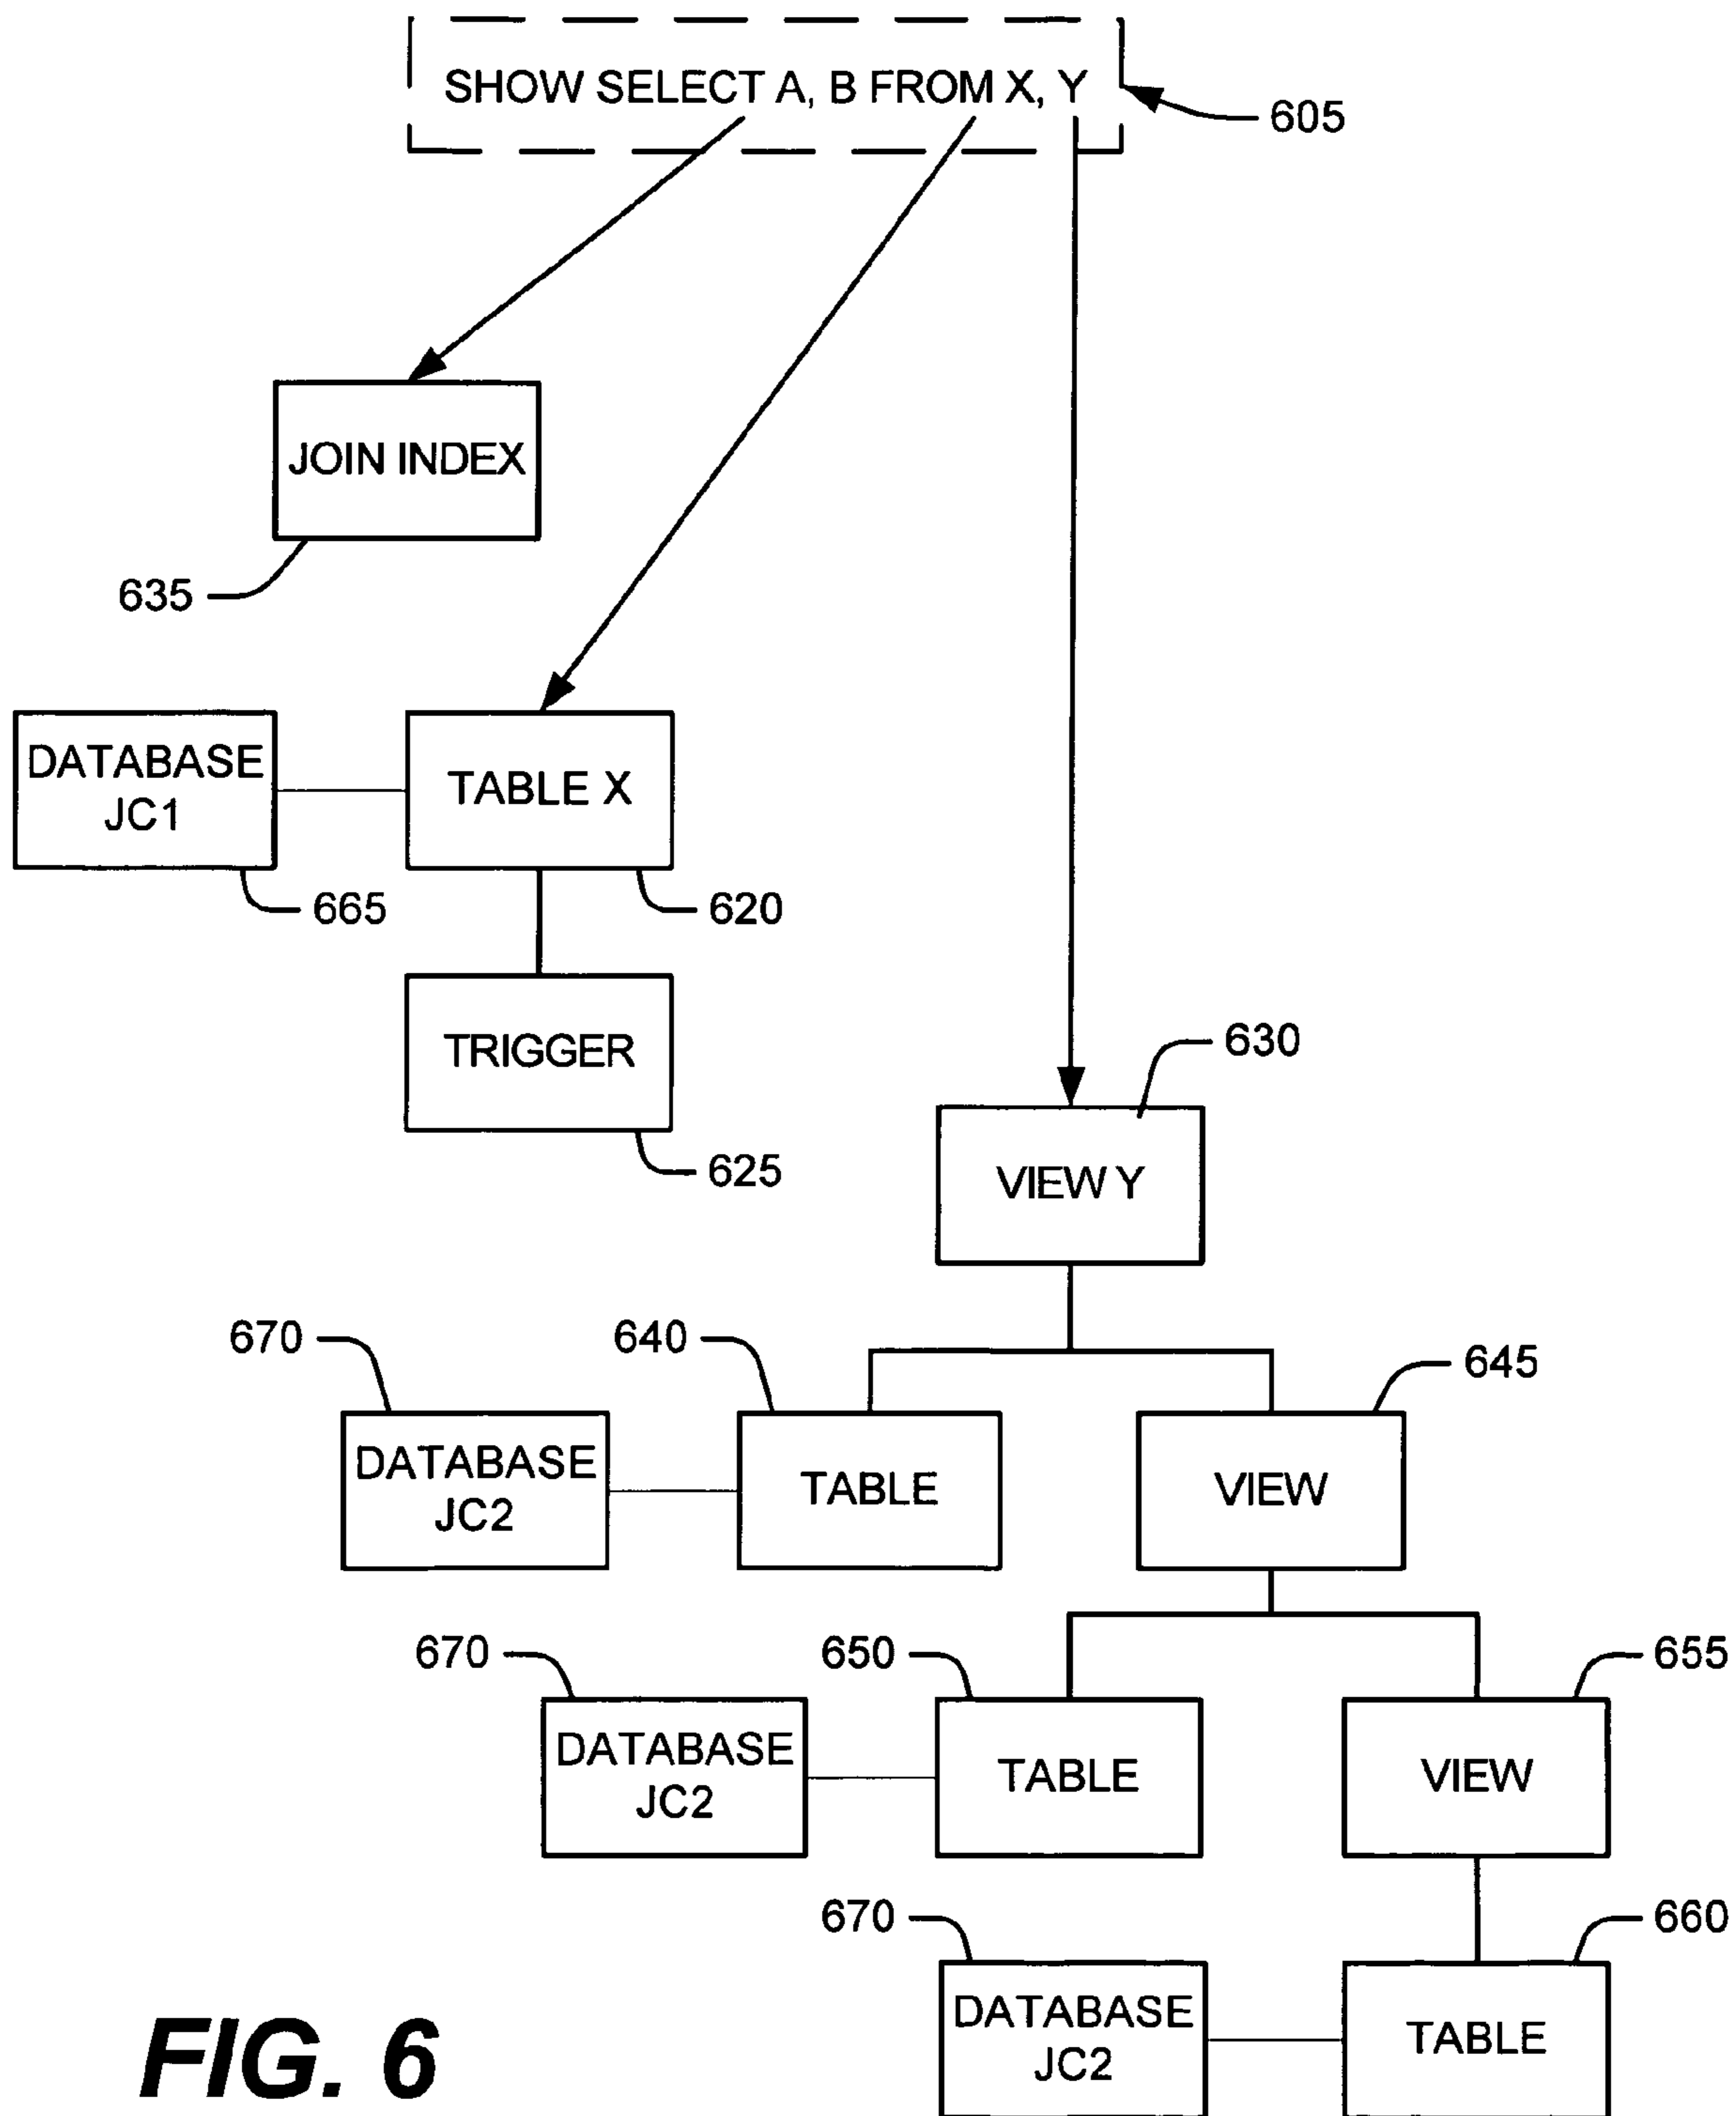 SHOW SELECT A, B FROM X, Y
605
JOIN INDEX
635
DATABASE
JC1
TABLE X
665
620
TRIGGER
625
630
VIEW Y
670
640
645
DATABASE
JC2
TABLE
VIEW
670
650
655
DATABASE
JC2
TABLE
VIEW
670
660
DATABASE
JC2
TABLE
FIG. 6